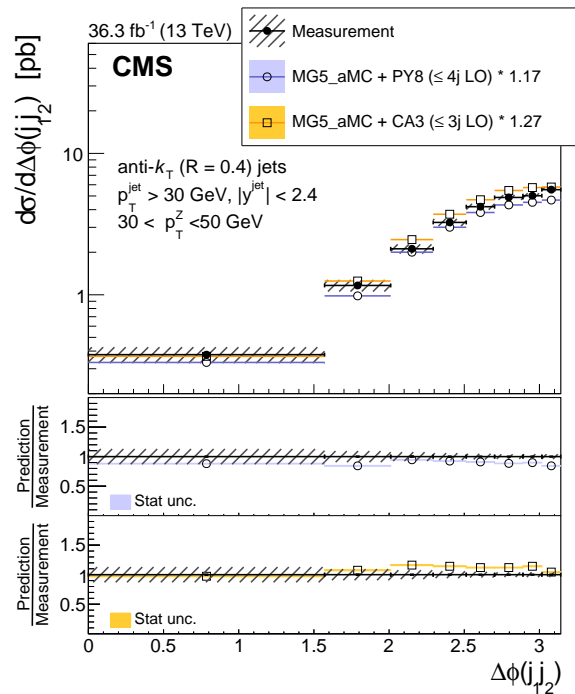 36.3 fb⁻¹ (13 TeV)
CMS
Measurement
MG5_aMC + PY8 (≤ 4j LO) * 1.17
MG5_aMC + CA3 (≤ 3j LO) * 1.27
anti-k_T (R = 0.4) jets
p_T^jet > 30 GeV, |y^jet| < 2.4
30 < p_T^Z <50 GeV
dσ/dΔϕ(j₁j₂) [pb]
10
1
Prediction
Measurement
1.5
1
0.5
Stat unc.
Prediction
Measurement
1.5
1
0.5
Stat unc.
0 0.5 1 1.5 2 2.5 3
Δϕ(j₁j₂)